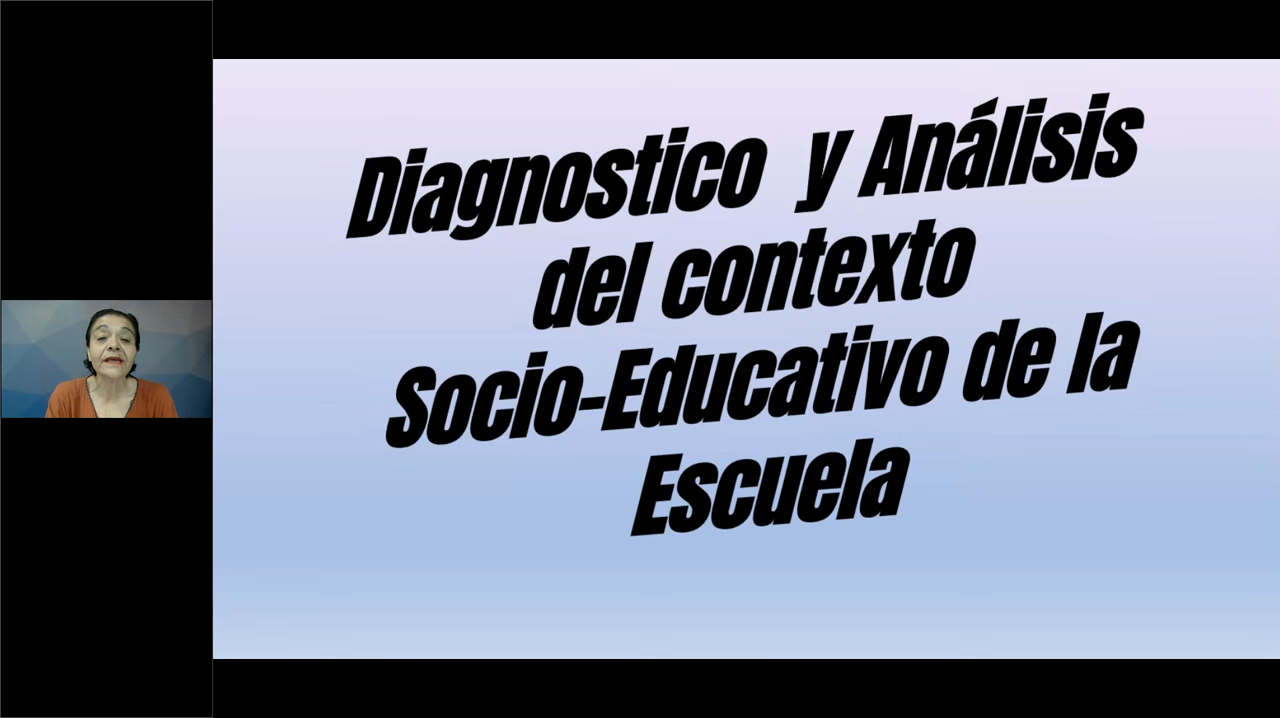 Diagnostico y Análisis
del contexto
Socio-Educativo de la
Escuela